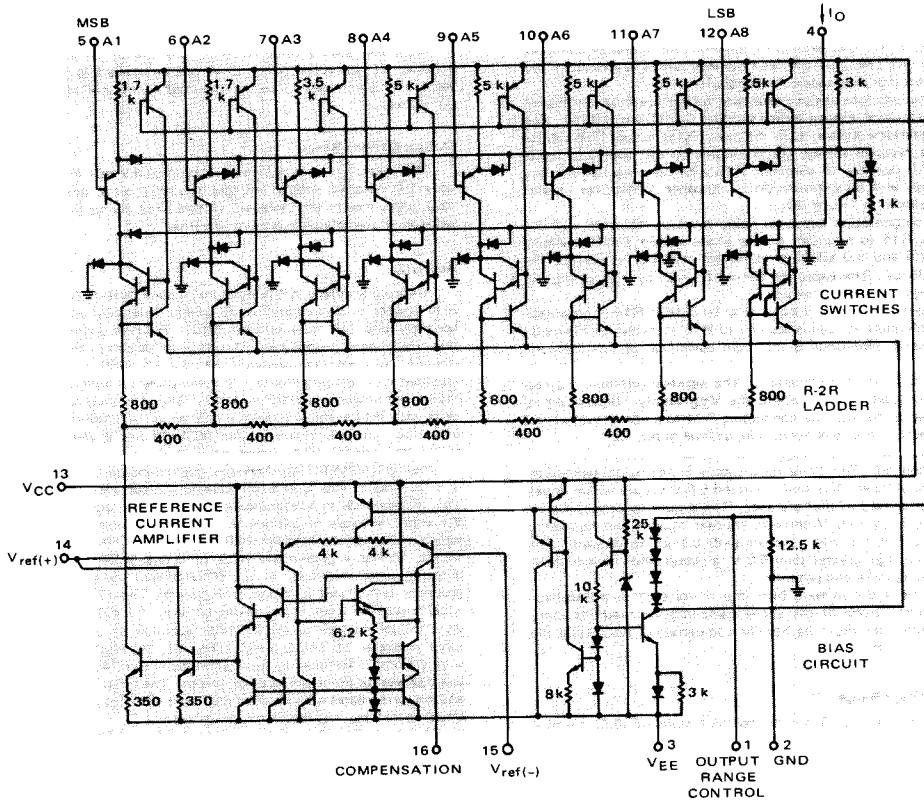 MSB
5 A1
6 A2
7 A3
8 A4
9 A5
10 A6
11 A7
LSB
12 A8
4 IO
1.7 k
1.7 k
3.5 k
5 k
5 k
5 k
5 k
5k
3 k
1 k
CURRENT SWITCHES
800
800
800
800
800
800
800
800
R-2R LADDER
400
400
400
400
400
400
400
13
VCC
REFERENCE CURRENT AMPLIFIER
14
Vref(+)
4 k
4 k
25 k
12.5 k
10 k
6.2 k
BIAS CIRCUIT
350
350
8k
3 k
16
COMPENSATION
15
Vref(-)
3
VEE
1
OUTPUT RANGE CONTROL
2
GND